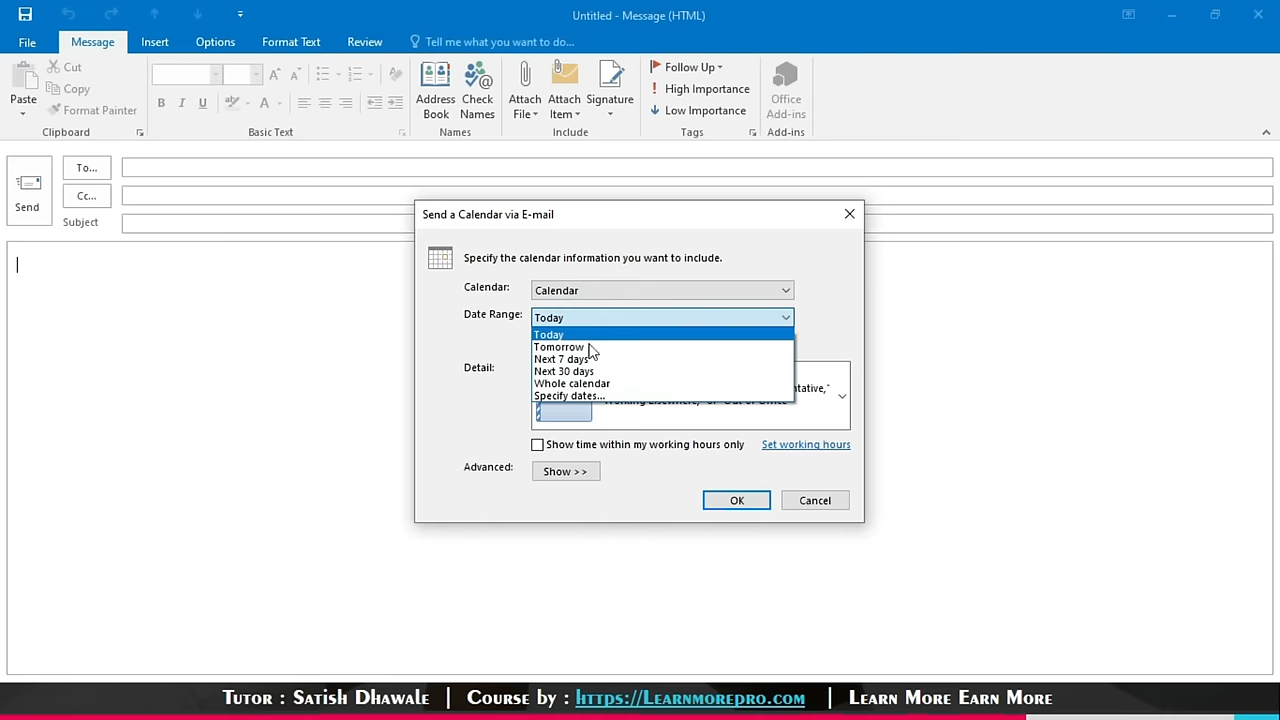 Untitled - Message (HTML)
File Message Insert Options Format Text Review Tell me what you want to do...
Paste Cut
Copy
Format Painter
Clipboard
B I U
Basic Text
Address Book
Check Names
Names
Attach File
Attach Item
Signature
Include
Follow Up
High Importance
Low Importance
Tags
Office Add-ins
Add-ins
Send
To...
Cc...
Subject
Send a Calendar via E-mail
Specify the calendar information you want to include.
Calendar: Calendar
Date Range: Today
Today
Tomorrow
Next 7 days
Next 30 days
Whole calendar
Specify dates...
Detail:
Show time within my working hours only Set working hours
Advanced: Show >>
OK Cancel
Tutor : Satish Dhawale | Course by : https://Learnmorepro.com | Learn More Earn More